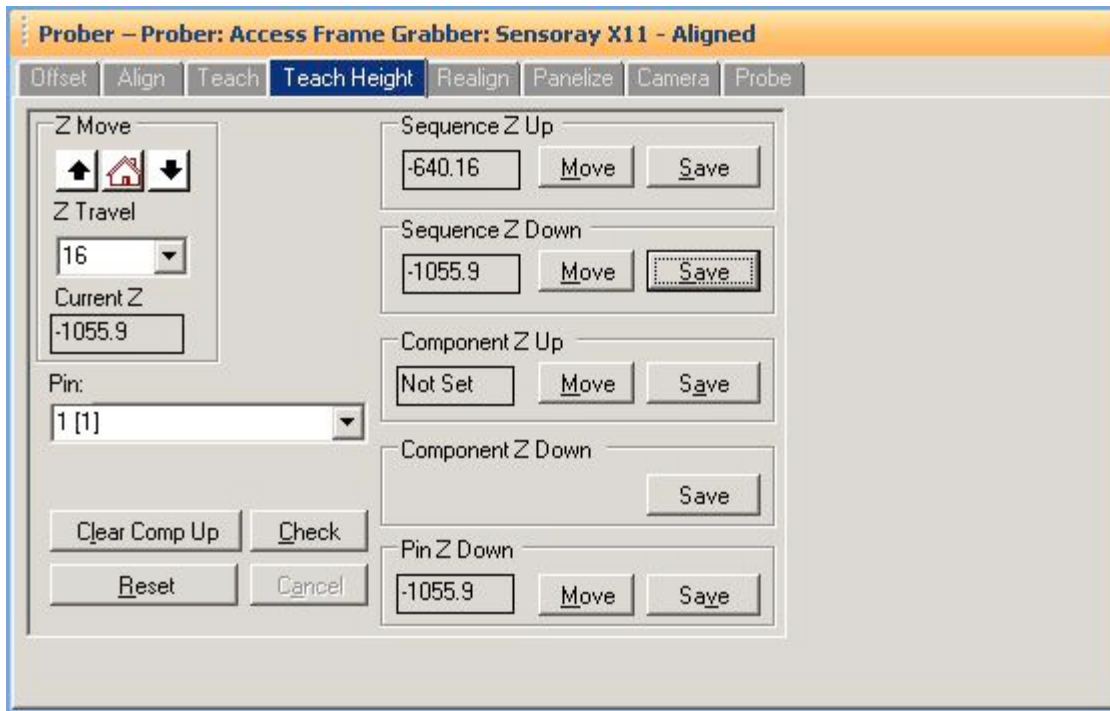 Prober – Prober: Access Frame Grabber: Sensoray X11 - Aligned
Offset Align Teach Teach Height Realign Panelize Camera Probe
Z Move
Z Travel
16
Current Z
-1055.9
Pin:
1 [1]
Clear Comp Up Check
Reset Cancel
Sequence Z Up
-640.16 Move Save
Sequence Z Down
-1055.9 Move Save
Component Z Up
Not Set Move Save
Component Z Down
Save
Pin Z Down
-1055.9 Move Save